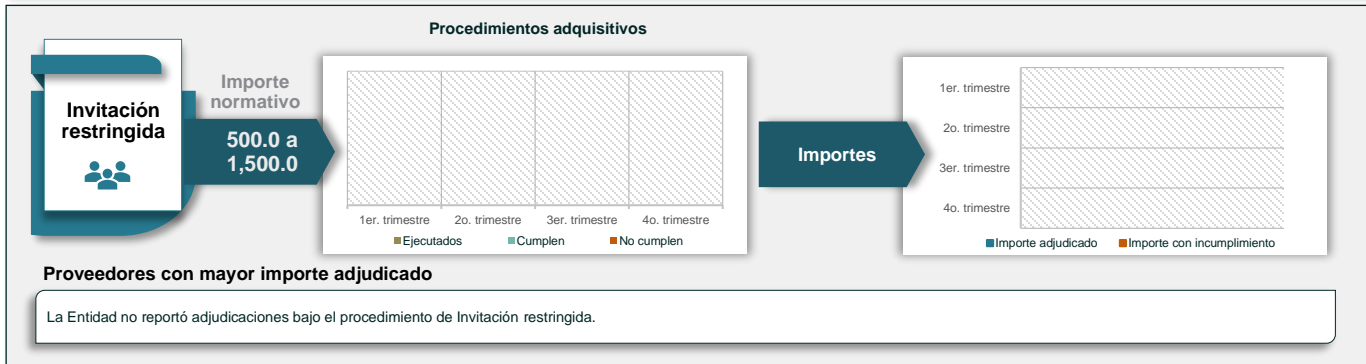 Procedimientos adquisitivos
Invitación
restringida
Importe
normativo
500.0 a
1,500.0
1er. trimestre 2o. trimestre 3er. trimestre 4o. trimestre
Ejecutados Cumplen No cumplen
Importes
1er. trimestre
2o. trimestre
3er. trimestre
4o. trimestre
Importe adjudicado Importe con incumplimiento
Proveedores con mayor importe adjudicado
La Entidad no reportó adjudicaciones bajo el procedimiento de Invitación restringida.